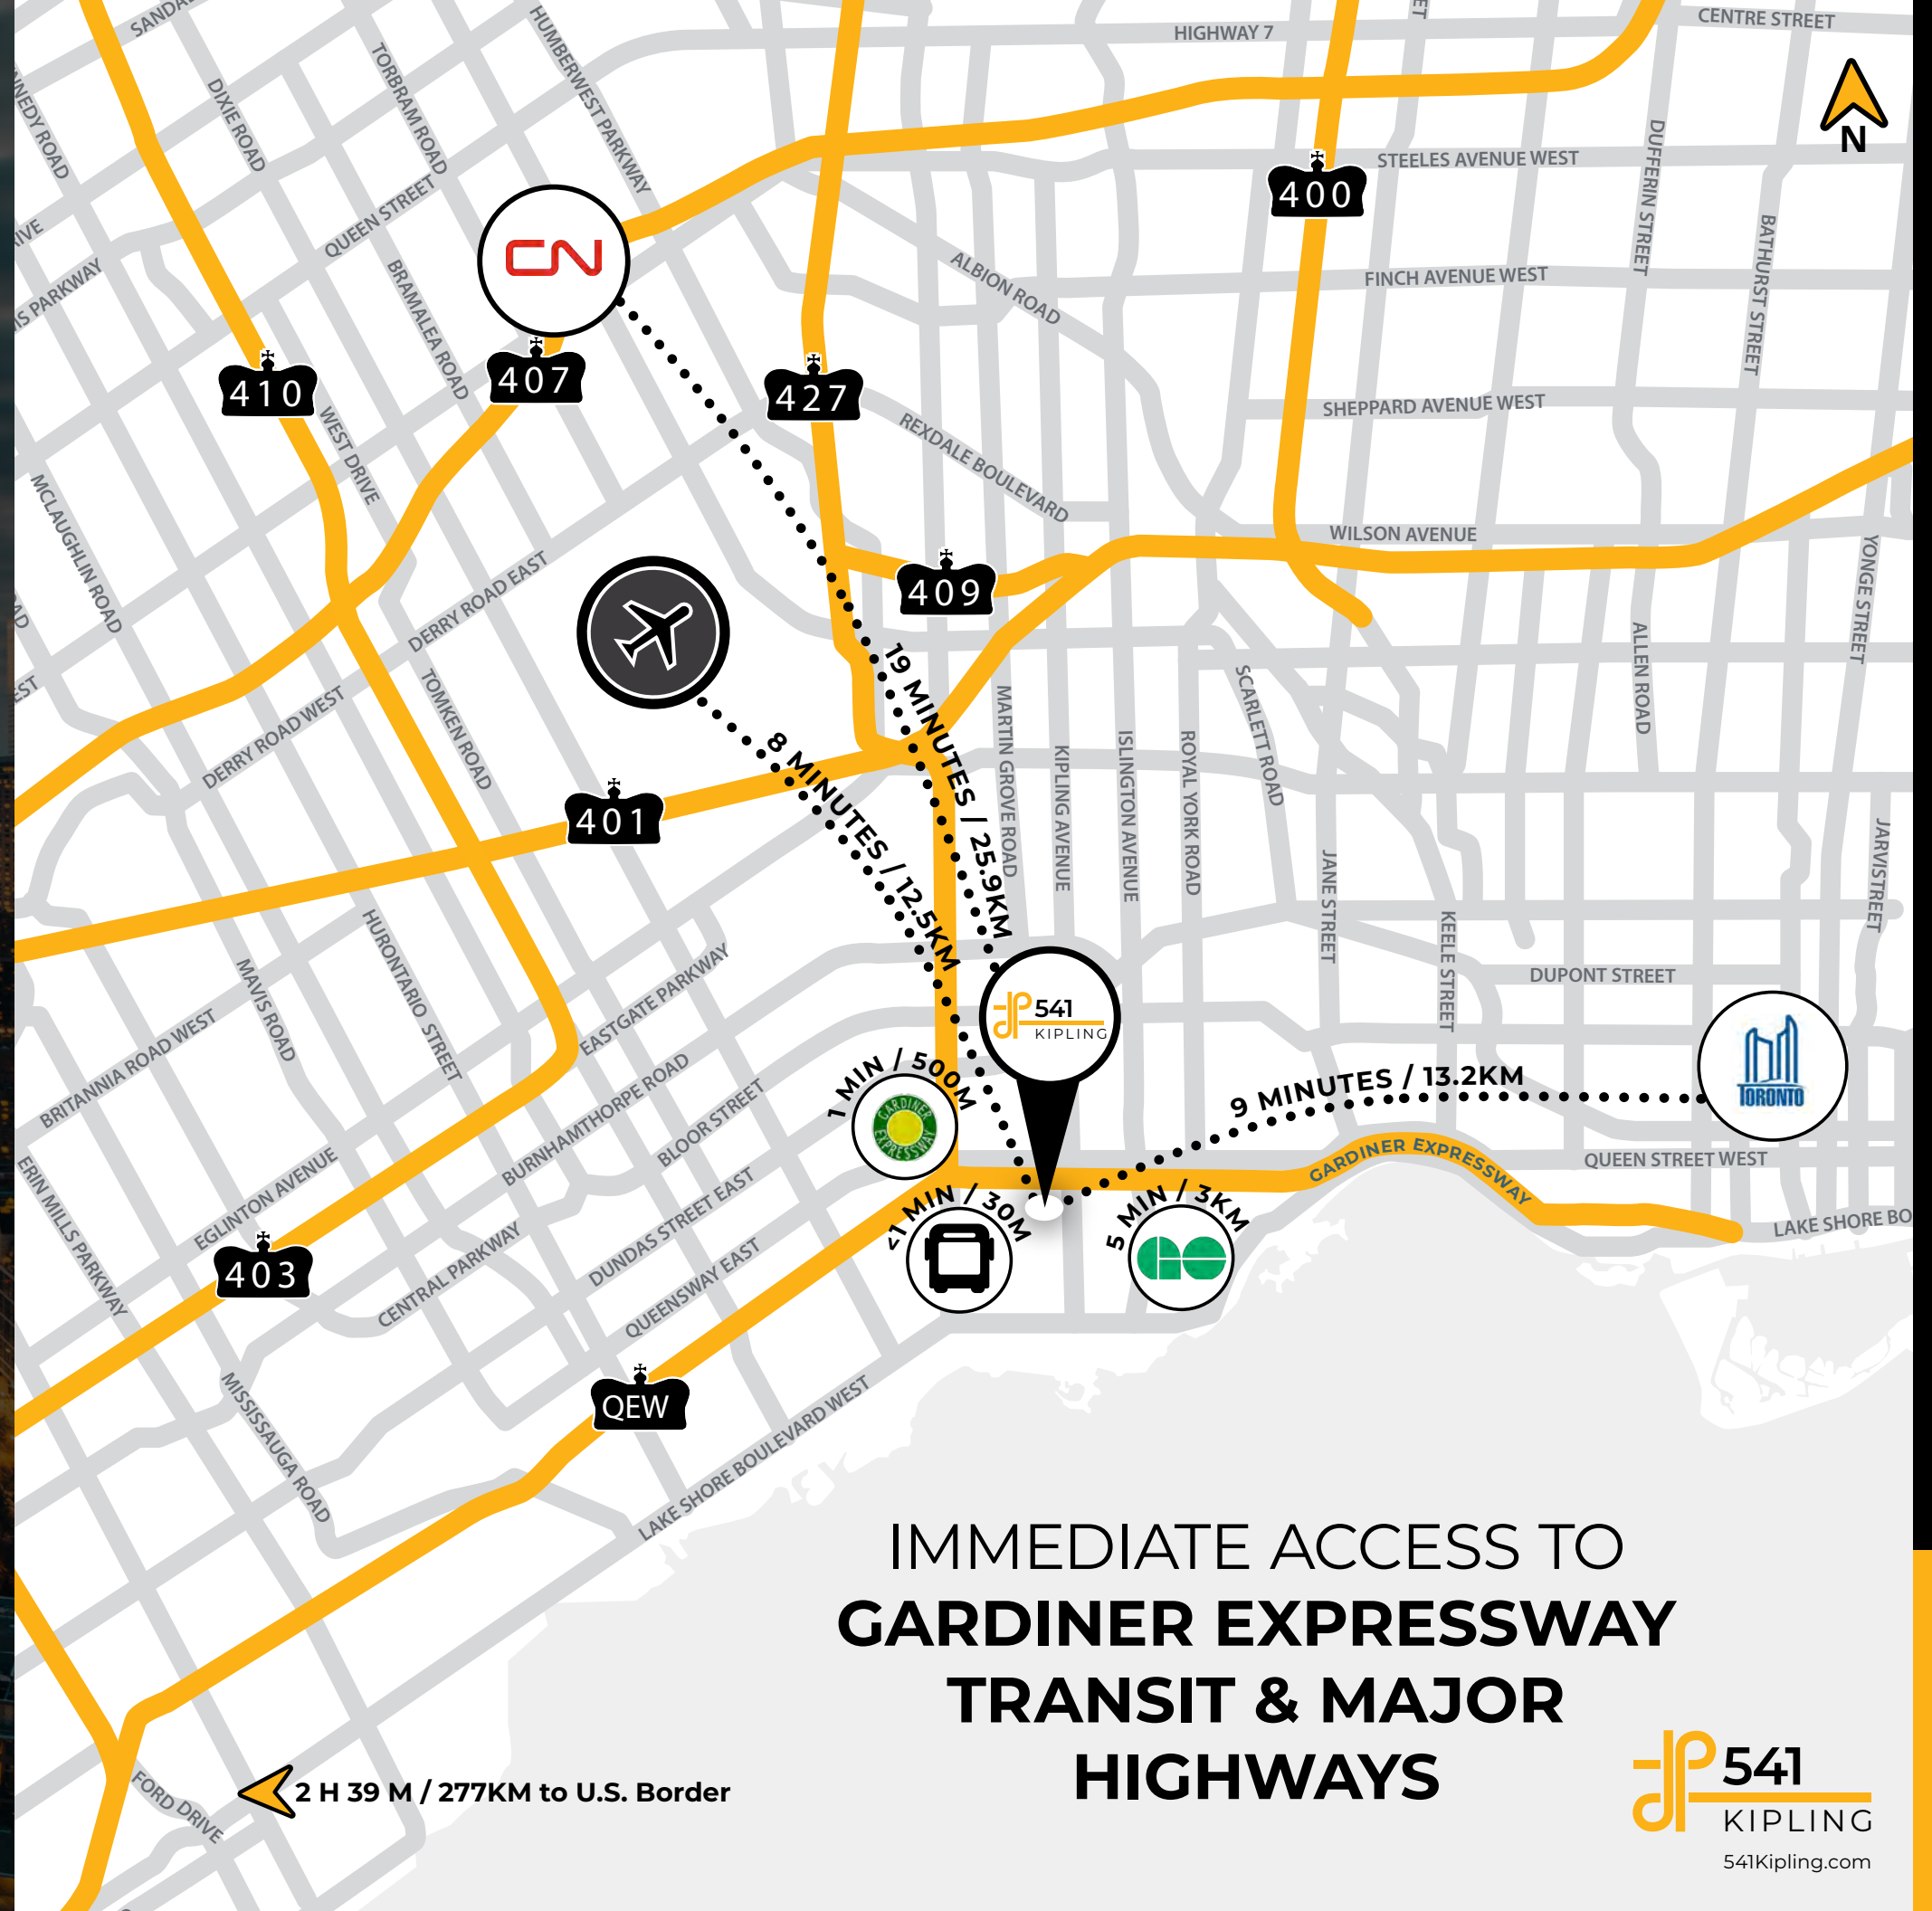 CENTRE STREET
HIGHWAY 7
HUMBERWEST PARKWAY
TORBRAM ROAD
DIXIE ROAD
N
DUFFERIN STREET
STEELES AVENUE WEST
400
QUEEN STREET
CN
BATHURST STREET
ALBION ROAD
FINCH AVENUE WEST
BRAMALEA ROAD
410
407
427
SHEPPARD AVENUE WEST
WEST DRIVE
REXDALE BOULEVARD
MCLAUGHLIN ROAD
WILSON AVENUE
YONGE STREET
DERRY ROAD EAST
409
ALLEN ROAD
19 MINUTES / 25.9KM
TOMKEN ROAD
SCARLETT ROAD
DERRY ROAD WEST
MARTIN GROVE ROAD
8 MINUTES / 12.5KM
KIPLING AVENUE
ISLINGTON AVENUE
ROYAL YORK ROAD
401
JANE STREET
JARVISTREET
HURONTARIO STREET
KEELE STREET
EASTGATE PARKWAY
MAVIS ROAD
DUPONT STREET
541
KIPLING
BRITANNIA ROAD WEST
1 MIN / 500M
GARDINER
EXPRESSWAY
BURNHAMTHORPE ROAD
BLOOR STREET
9 MINUTES / 13.2KM
TORONTO
ERIN MILLS PARKWAY
EGLINTON AVENUE
GARDINER EXPRESSWAY
QUEEN STREET WEST
<1 MIN / 30M
5 MIN / 3KM
GO
DUNDAS STREET EAST
LAKE SHORE BO
403
CENTRAL PARKWAY
QUEENSWAY EAST
QEW
MISSISSAUGA ROAD
LAKE SHORE BOULEVARD WEST
IMMEDIATE ACCESS TO
GARDINER EXPRESSWAY
TRANSIT & MAJOR
HIGHWAYS
541
KIPLING
541Kipling.com
2 H 39 M / 277KM to U.S. Border
FORD DRIVE